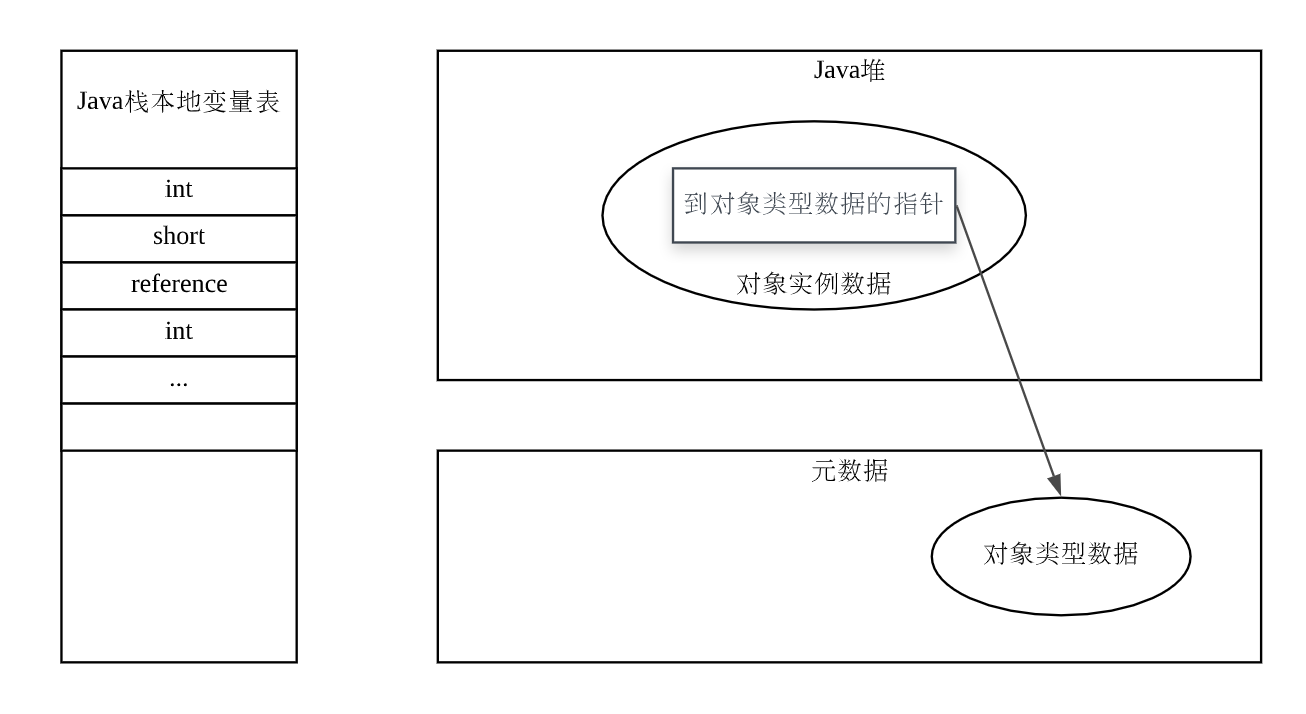 Java栈本地变量表
int
short
reference
int
...
Java堆
到对象类型数据的指针
对象实例数据
元数据
对象类型数据